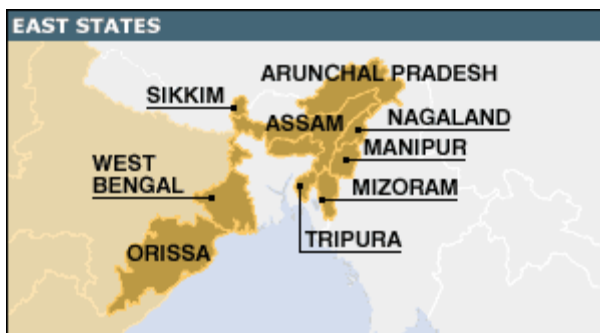 EAST STATES
ARUNCHAL PRADESH
SIKKIM
NAGALAND
ASSAM
MANIPUR
WEST
BENGAL
MIZORAM
TRIPURA
ORISSA